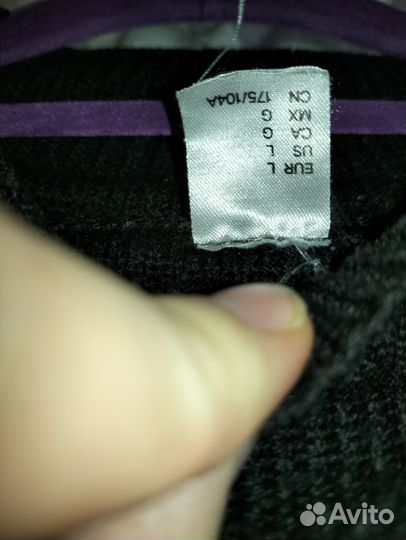 EUR L
US L
CA G
MX G
CN 175/104A
Avito